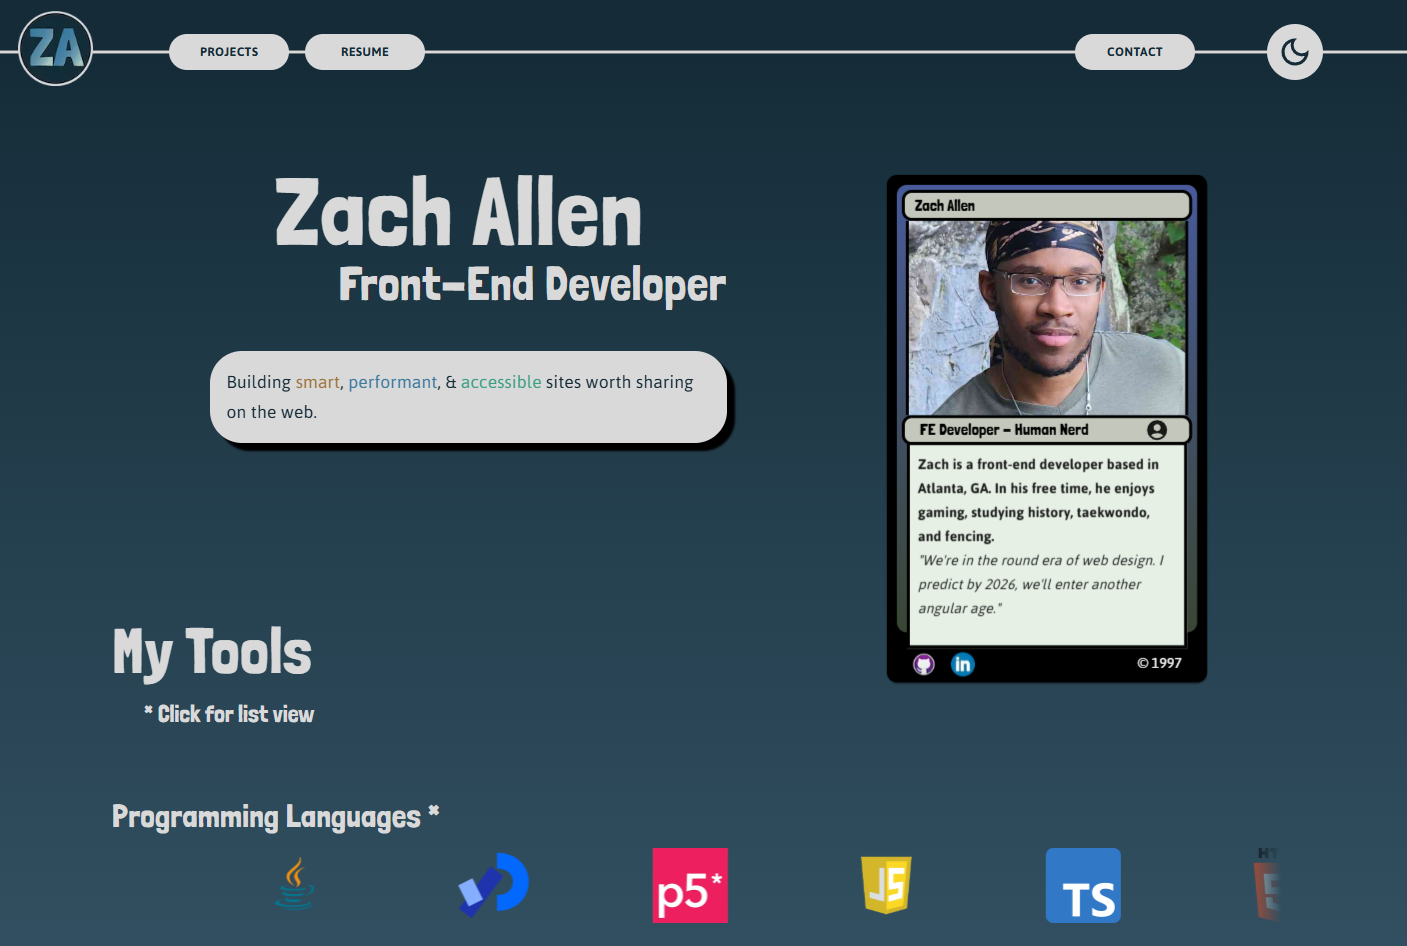 ZA
PROJECTS
RESUME
CONTACT
Zach Allen
Front-End Developer
Building smart, performant, & accessible sites worth sharing
on the web.
Zach Allen
FE Developer - Human Nerd
Zach is a front-end developer based in
Atlanta, GA. In his free time, he enjoys
gaming, studying history, taekwondo,
and fencing.
"We're in the round era of web design. I
predict by 2026, we'll enter another
angular age."
in
© 1997
My Tools
* Click for list view
Programming Languages *
p5*
JS
TS
HT
5